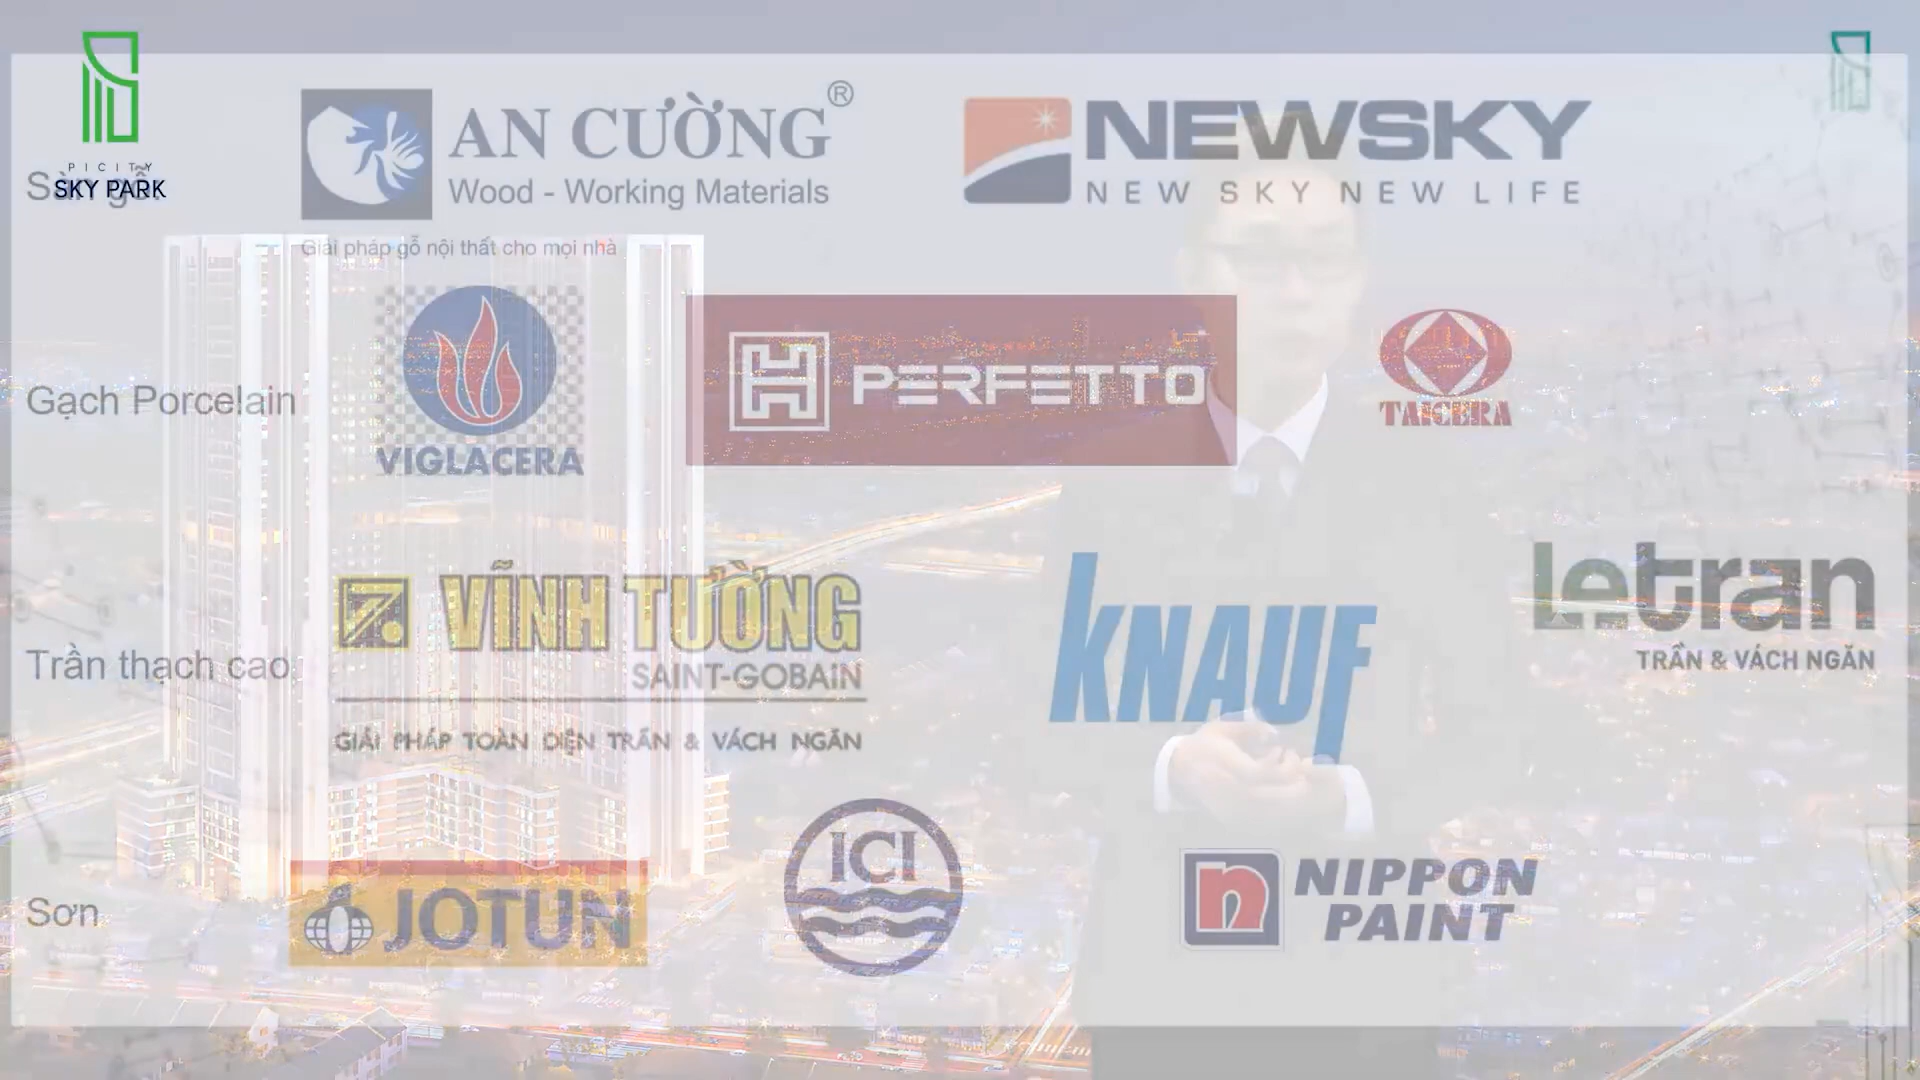 PICITY
SKY PARK
Sàn gỗ:
AN CƯỜNG®
Wood - Working Materials
Giải pháp gỗ nội thất cho mọi nhà
NEWSKY
NEW SKY NEW LIFE
Gạch Porcelain
VIGLACERA
PERFETTO
TAICERA
Trần thạch cao
VĨNH TƯỜNG
SAINT-GOBAIN
GIẢI PHÁP TOÀN DIỆN TRẦN & VÁCH NGĂN
KNAUF
letran
TRẦN & VÁCH NGĂN
Sơn
JOTUN
ICI
NIPPON
PAINT